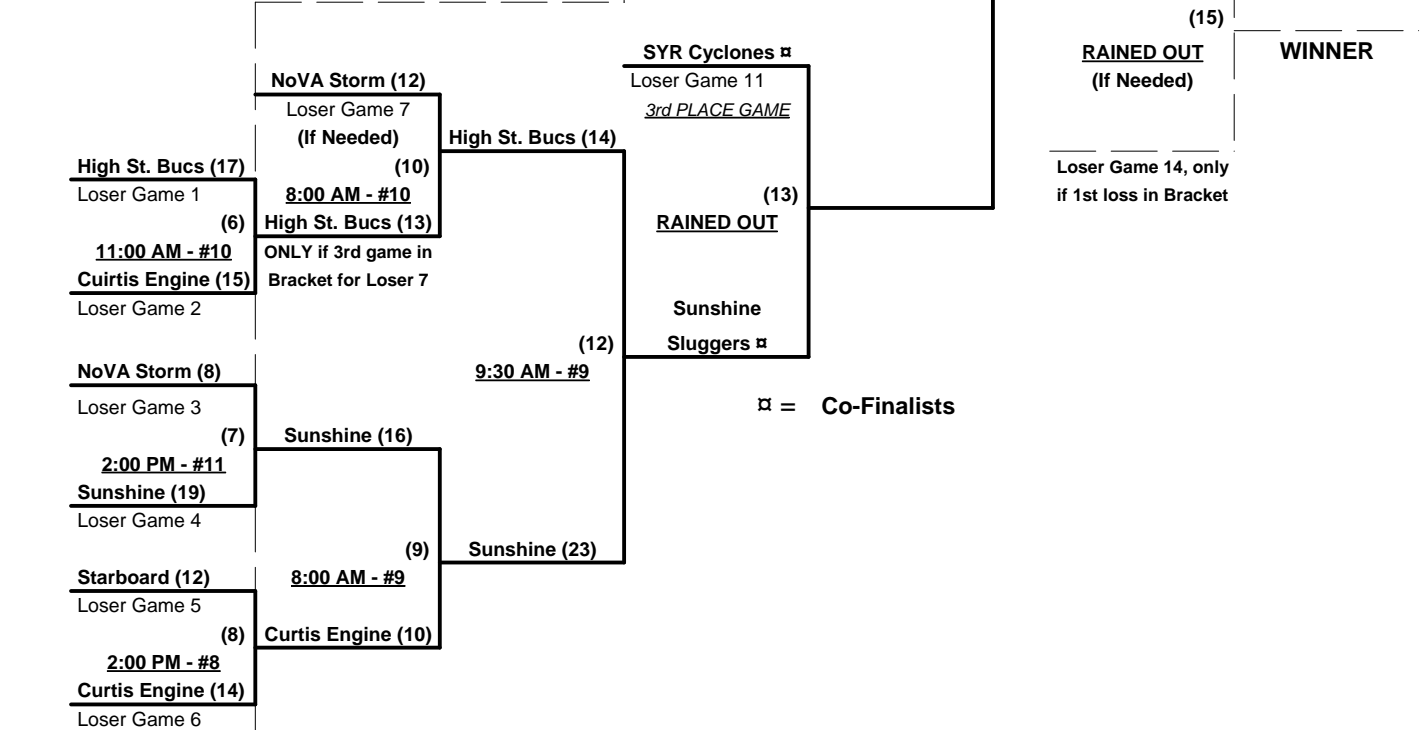 (15)
SYR Cyclones ¤
RAINED OUT
WINNER
NoVA Storm (12)
Loser Game 11
(If Needed)
Loser Game 7
3rd PLACE GAME
(If Needed)
High St. Bucs (14)
High St. Bucs (17)
(10)
Loser Game 14, only
Loser Game 1
8:00 AM - #10
(13)
if 1st loss in Bracket
(6)
High St. Bucs (13)
RAINED OUT
11:00 AM - #10
ONLY if 3rd game in
Cuirtis Engine (15)
Bracket for Loser 7
Loser Game 2
Sunshine
(12)
Sluggers ¤
NoVA Storm (8)
9:30 AM - #9
Loser Game 3
¤ = Co-Finalists
(7)
Sunshine (16)
2:00 PM - #11
Sunshine (19)
Loser Game 4
(9)
Sunshine (23)
Starboard (12)
8:00 AM - #9
Loser Game 5
(8)
Curtis Engine (10)
2:00 PM - #8
Curtis Engine (14)
Loser Game 6